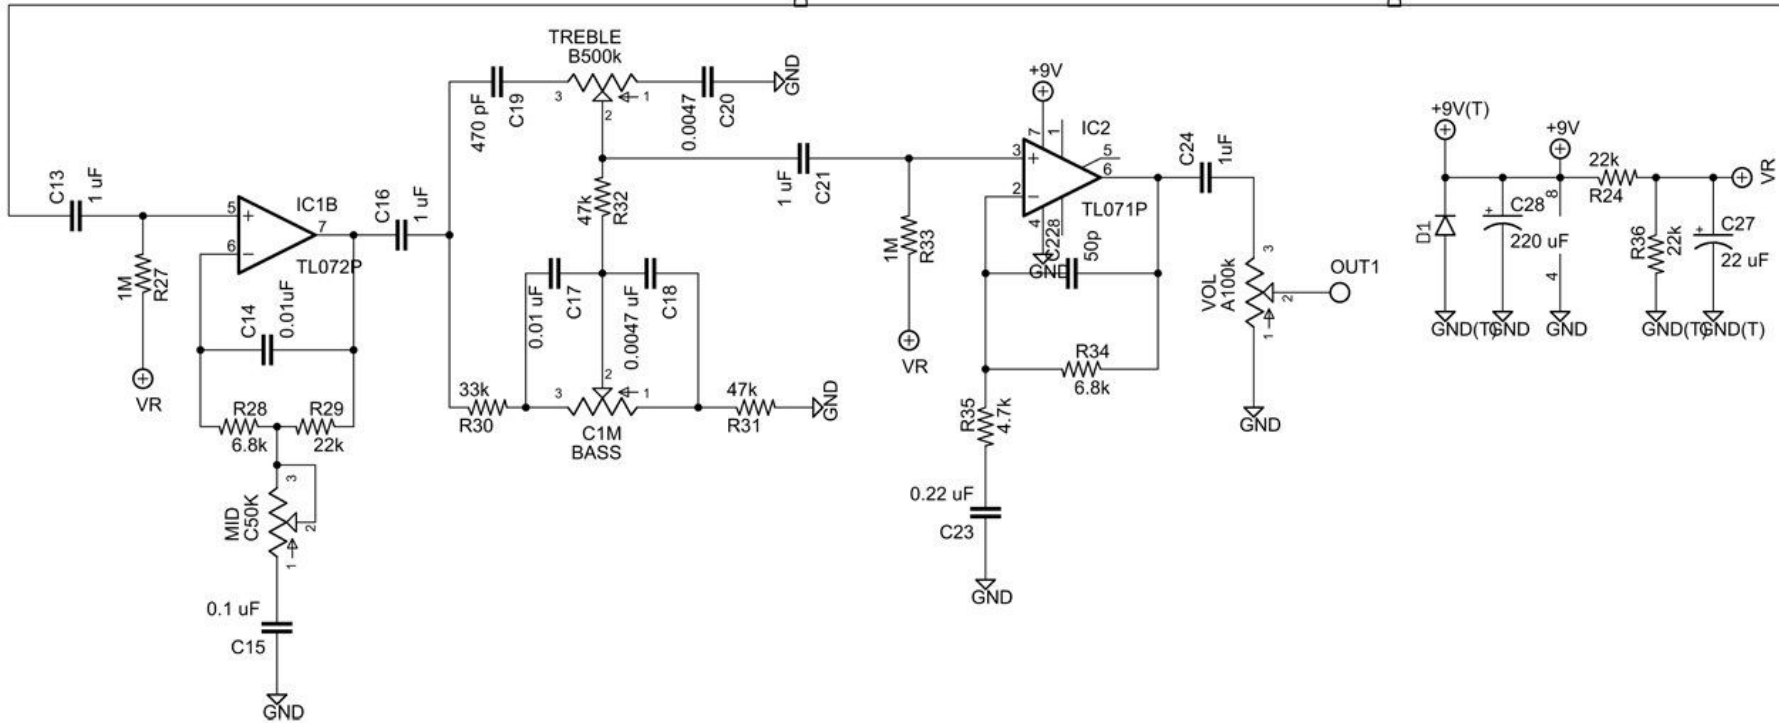 C13
1 uF
1M
R27
VR
5
6
+
−
7
IC1B
TL072P
C14
0.01uF
R28
6.8k
R29
22k
MID
C50K
3
2
1
0.1 uF
C15
GND
C16
1 uF
TREBLE
B500k
470 pF
C19
3
2
1
0.0047
C20
GND
47k
R32
0.01 uF
C17
0.0047 uF
C18
33k
R30
3
2
1
C1M
BASS
47k
R31
GND
1 uF
C21
1M
R33
VR
+9V
7
1
IC2
3
2
+
−
5
6
4
8
TL071P
GND
C22
50p
R34
6.8k
R35
4.7k
0.22 uF
C23
GND
C24
1uF
VOL
A100k
3
2
1
OUT1
GND
+9V(T)
D1
GND(T)
+
C28
220 uF
GND
+9V
8
4
GND
22k
R24
R36
22k
GND(T)
+
C27
22 uF
GND(T)
VR